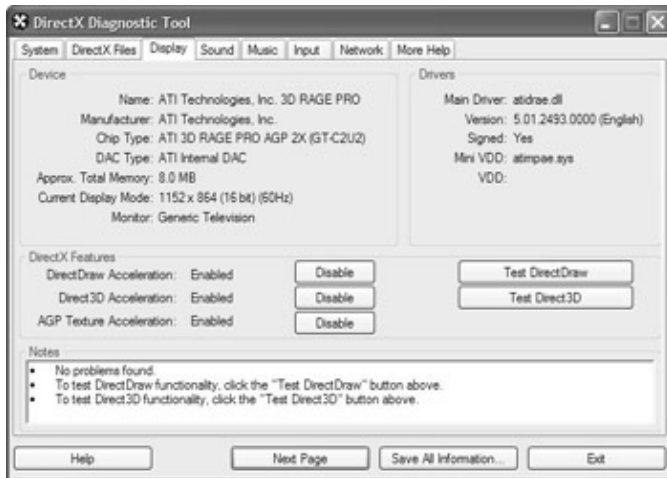 DirectX Diagnostic Tool
System DirectX Files Display Sound Music Input Network More Help
Device
Name: ATI Technologies, Inc. 3D RAGE PRO
Manufacturer: ATI Technologies, Inc.
Chip Type: ATI 3D RAGE PRO AGP 2X (GT-C2U2)
DAC Type: ATI Internal DAC
Approx. Total Memory: 8.0 MB
Current Display Mode: 1152 x 864 (16 bit) (60Hz)
Monitor: Generic Television
Drivers
Main Driver: atidrae.dll
Version: 5.01.2493.0000 (English)
Signed: Yes
Mini VDD: atimpae.sys
VDD:
DirectX Features
DirectDraw Acceleration: Enabled Disable Test DirectDraw
Direct3D Acceleration: Enabled Disable Test Direct3D
AGP Texture Acceleration: Enabled Disable
Notes
• No problems found.
• To test DirectDraw functionality, click the "Test DirectDraw" button above.
• To test Direct3D functionality, click the "Test Direct3D" button above.
Help Next Page Save All Information... Exit